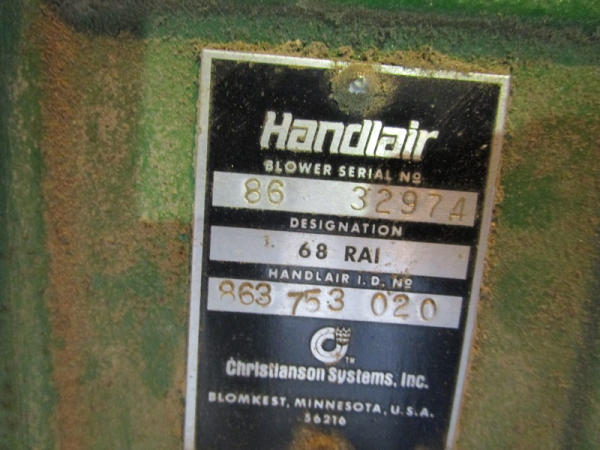 Handlair
BLOWER SERIAL Nº
86 32974
DESIGNATION
68 RAI
HANDLAIR I.D. Nº
863 753 020
TM
Christianson Systems, Inc.
BLOMKEST, MINNESOTA, U.S.A.
56216